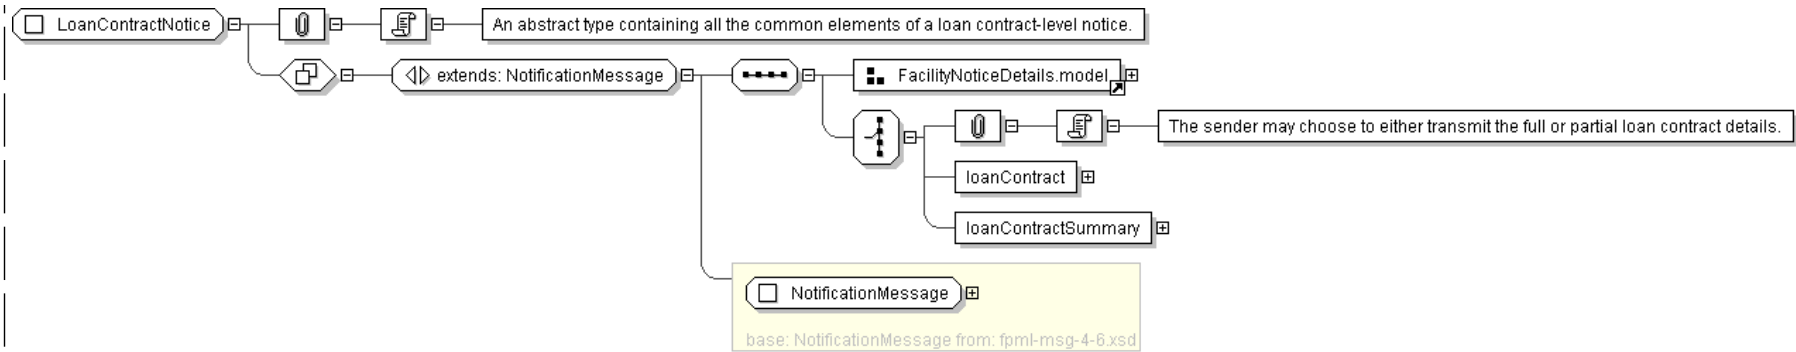 LoanContractNotice
An abstract type containing all the common elements of a loan contract-level notice.
extends: NotificationMessage
FacilityNoticeDetails.model
The sender may choose to either transmit the full or partial loan contract details.
loanContract
loanContractSummary
NotificationMessage
base: NotificationMessage from: fpml-msg-4-6.xsd